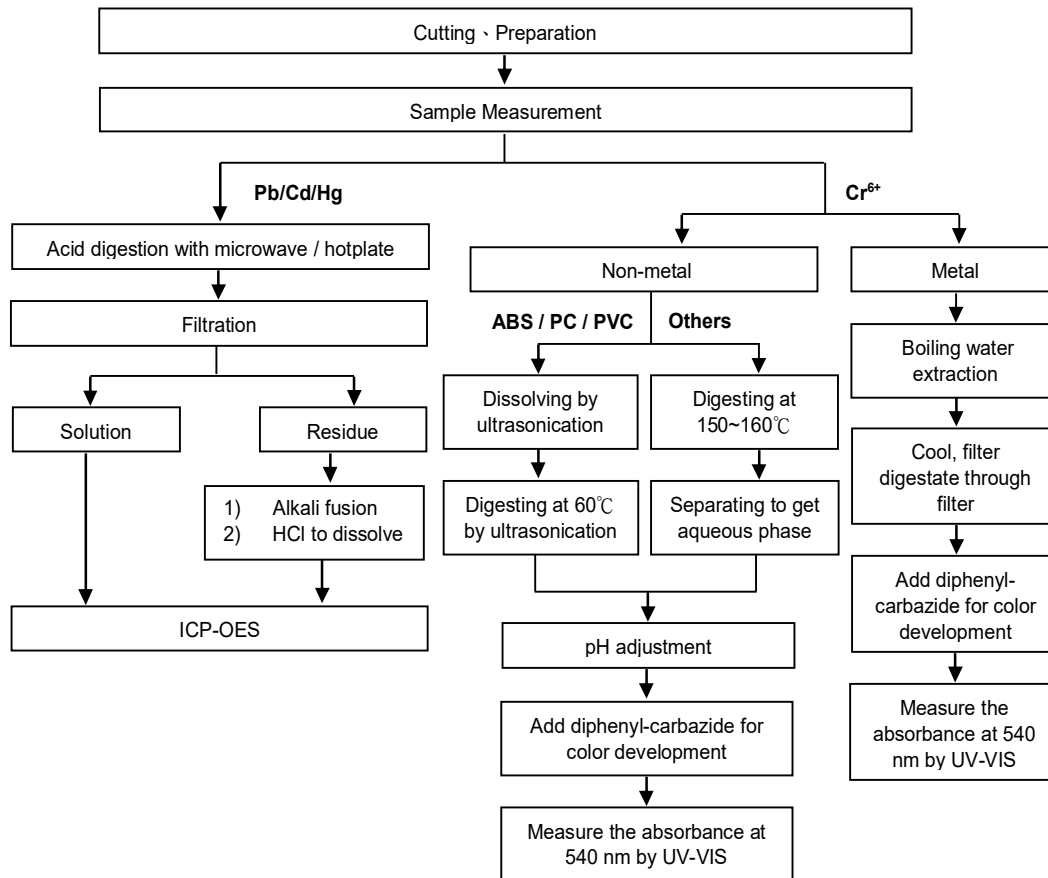 Cutting、Preparation
Sample Measurement
Pb/Cd/Hg
Cr⁶⁺
Acid digestion with microwave / hotplate
Filtration
Solution
Residue
1) Alkali fusion
2) HCl to dissolve
ICP-OES
Non-metal
ABS / PC / PVC
Others
Dissolving by
ultrasonication
Digesting at 60℃
by ultrasonication
Digesting at
150~160℃
Separating to get
aqueous phase
pH adjustment
Add diphenyl-carbazide for
color development
Measure the absorbance at
540 nm by UV-VIS
Metal
Boiling water
extraction
Cool, filter
digestate through
filter
Add diphenyl-
carbazide for color
development
Measure the
absorbance at 540
nm by UV-VIS